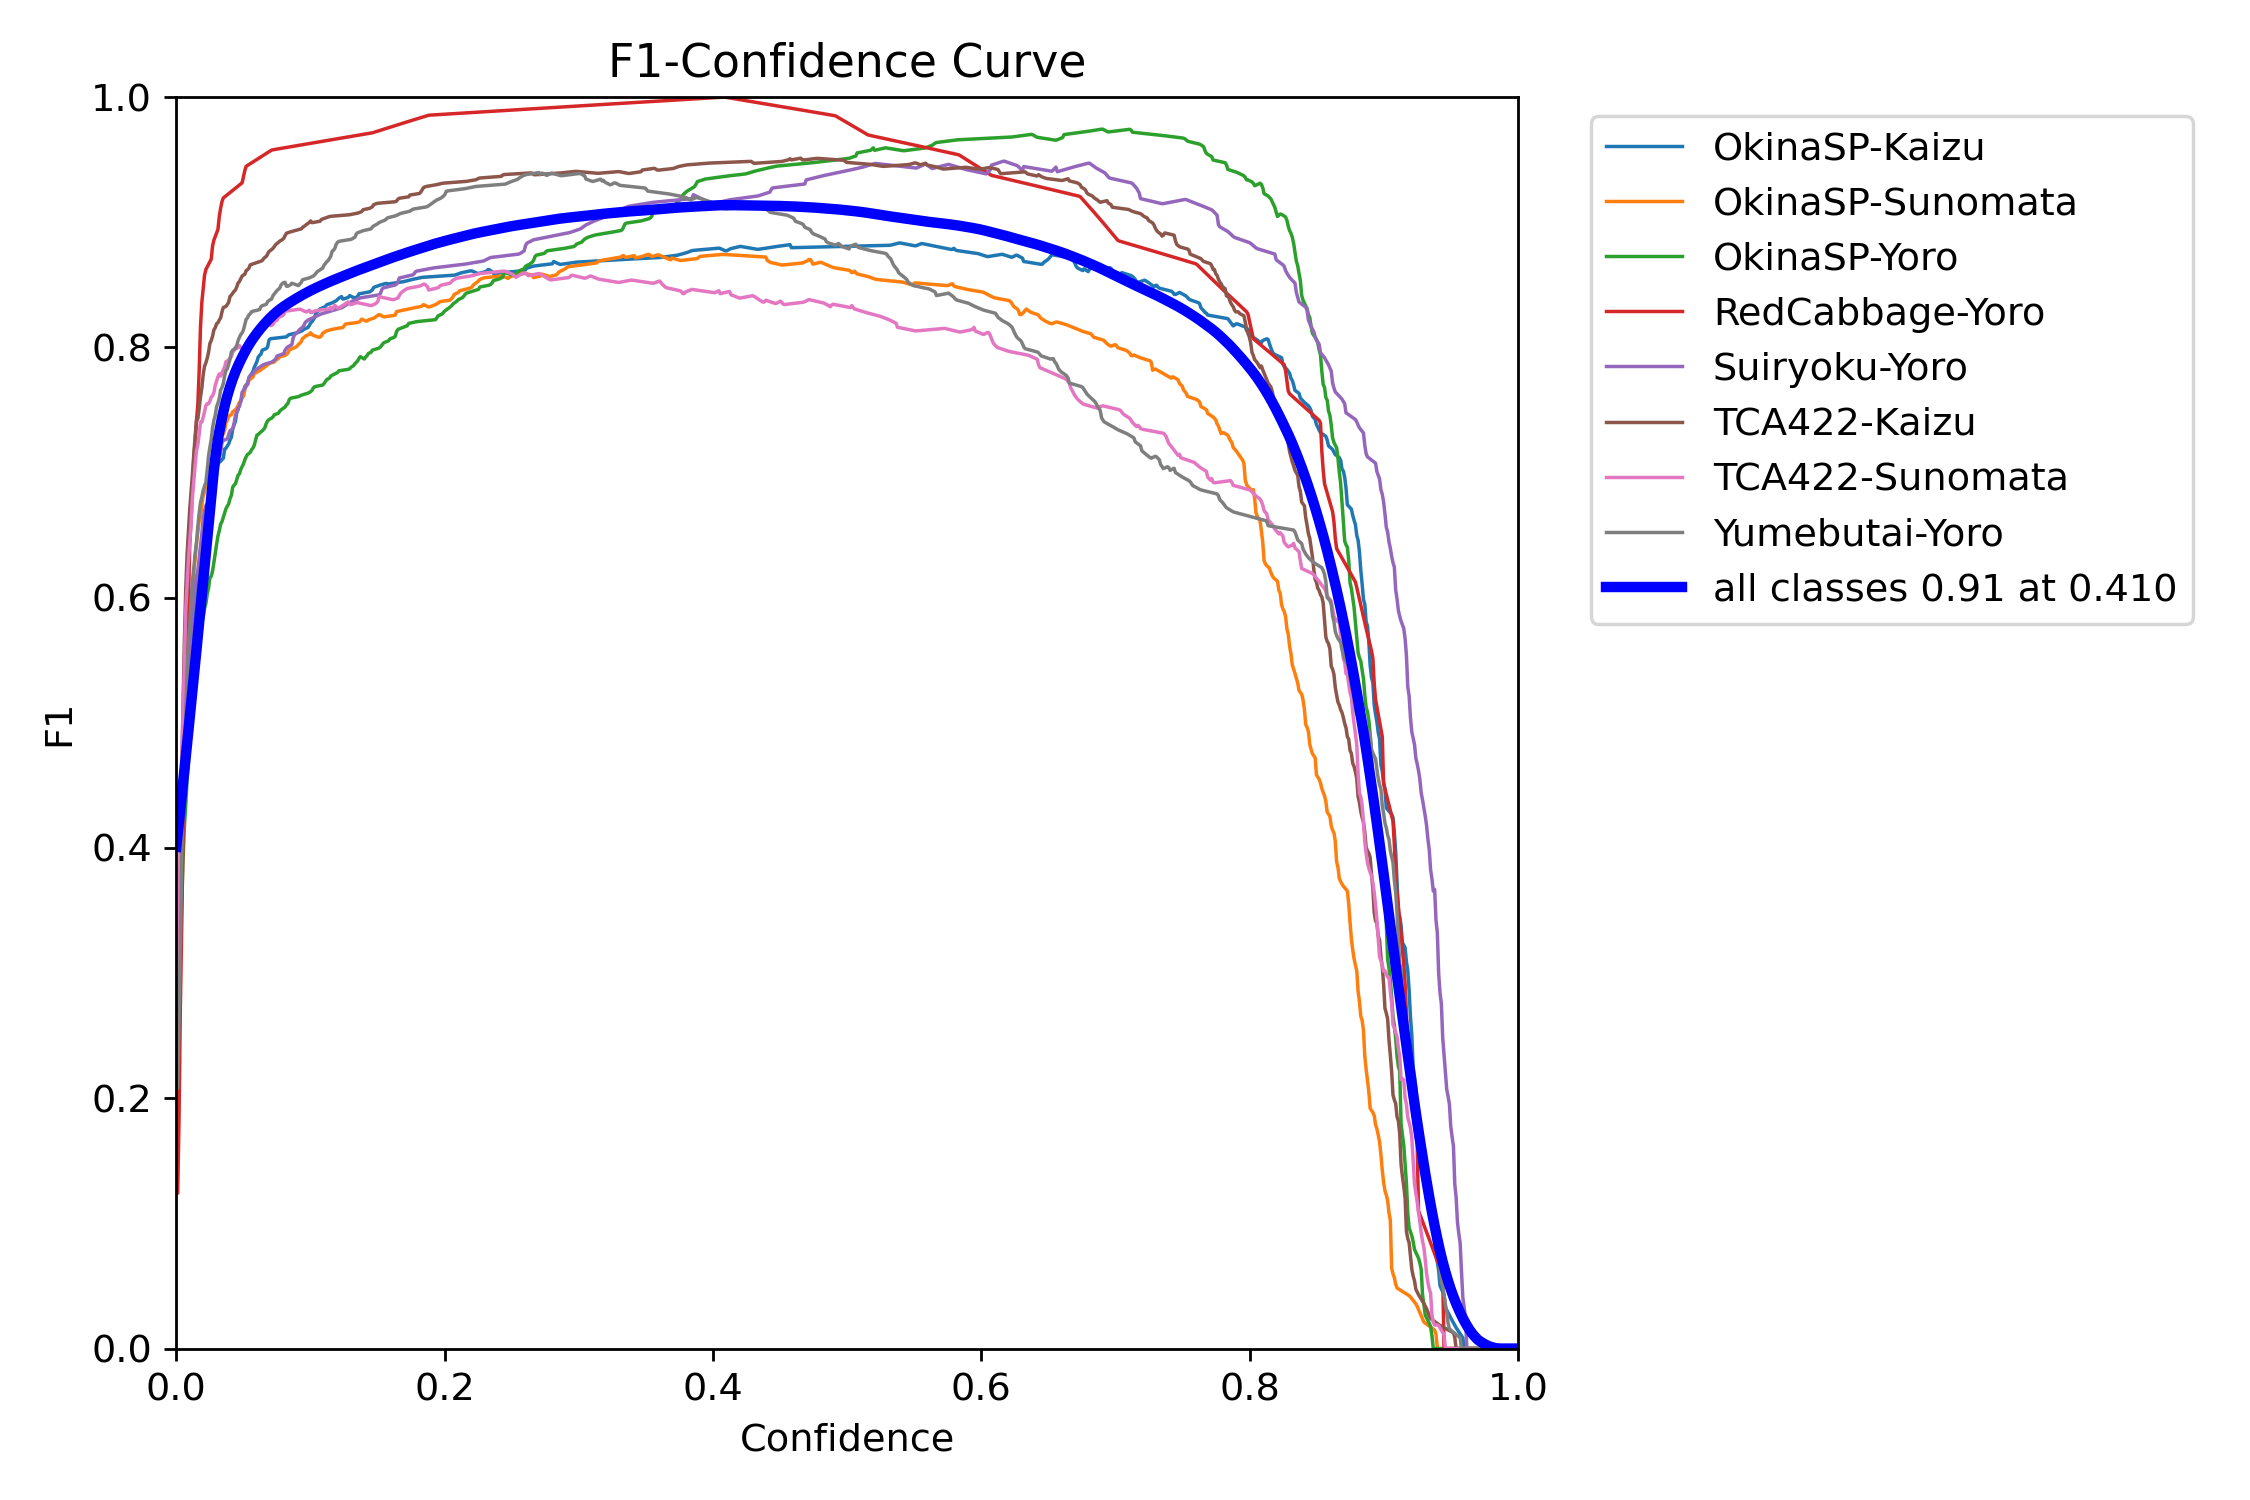 F1-Confidence Curve
1.0
0.8
0.6
0.4
0.2
0.0
F1
0.0 0.2 0.4 0.6 0.8 1.0
Confidence
OkinaSP-Kaizu
OkinaSP-Sunomata
OkinaSP-Yoro
RedCabbage-Yoro
Suiryoku-Yoro
TCA422-Kaizu
TCA422-Sunomata
Yumebutai-Yoro
all classes 0.91 at 0.410